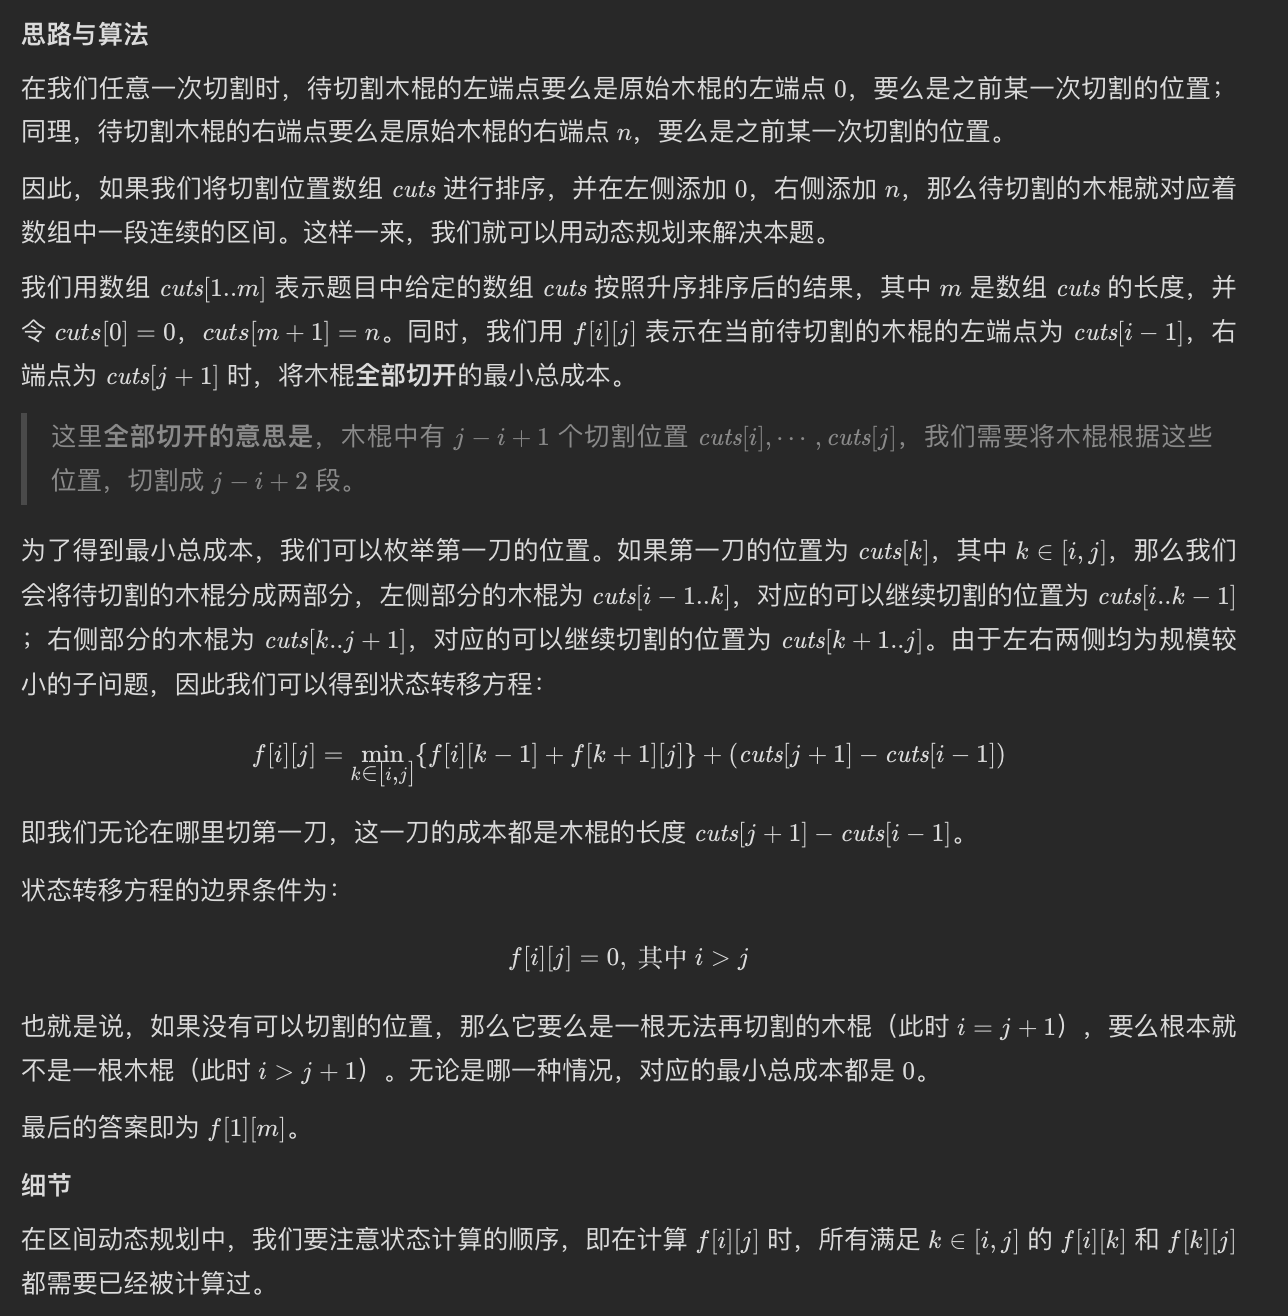 思路与算法
在我们任意一次切割时，待切割木棍的左端点要么是原始木棍的左端点 0，要么是之前某一次切割的位置；
同理，待切割木棍的右端点要么是原始木棍的右端点 n，要么是之前某一次切割的位置。
因此，如果我们将切割位置数组 cuts 进行排序，并在左侧添加 0，右侧添加 n，那么待切割的木棍就对应着
数组中一段连续的区间。这样一来，我们就可以用动态规划来解决本题。
我们用数组 cuts[1..m] 表示题目中给定的数组 cuts 按照升序排序后的结果，其中 m 是数组 cuts 的长度，并
令 cuts[0] = 0，cuts[m + 1] = n。同时，我们用 f[i][j] 表示在当前待切割的木棍的左端点为 cuts[i − 1]，右
端点为 cuts[j + 1] 时，将木棍全部切开的最小总成本。
这里全部切开的意思是，木棍中有 j − i + 1 个切割位置 cuts[i], ⋯ , cuts[j]，我们需要将木棍根据这些
位置，切割成 j − i + 2 段。
为了得到最小总成本，我们可以枚举第一刀的位置。如果第一刀的位置为 cuts[k]，其中 k ∈ [i, j]，那么我们
会将待切割的木棍分成两部分，左侧部分的木棍为 cuts[i − 1..k]，对应的可以继续切割的位置为 cuts[i..k − 1]
；右侧部分的木棍为 cuts[k..j + 1]，对应的可以继续切割的位置为 cuts[k + 1..j]。由于左右两侧均为规模较
小的子问题，因此我们可以得到状态转移方程：
f[i][j] = min{f[i][k − 1] + f[k + 1][j]} + (cuts[j + 1] − cuts[i − 1])
k∈[i,j]
即我们无论在哪里切第一刀，这一刀的成本都是木棍的长度 cuts[j + 1] − cuts[i − 1]。
状态转移方程的边界条件为：
f[i][j] = 0, 其中 i > j
也就是说，如果没有可以切割的位置，那么它要么是一根无法再切割的木棍（此时 i = j + 1），要么根本就
不是一根木棍（此时 i > j + 1）。无论是哪一种情况，对应的最小总成本都是 0。
最后的答案即为 f[1][m]。
细节
在区间动态规划中，我们要注意状态计算的顺序，即在计算 f[i][j] 时，所有满足 k ∈ [i, j] 的 f[i][k] 和 f[k][j]
都需要已经被计算过。